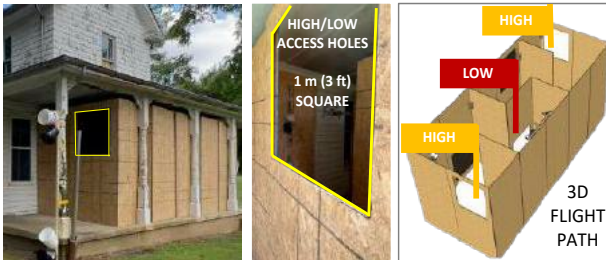 HIGH/LOW
ACCESS HOLES
1 m (3 ft)
SQUARE
HIGH
LOW
HIGH
3D
FLIGHT
PATH